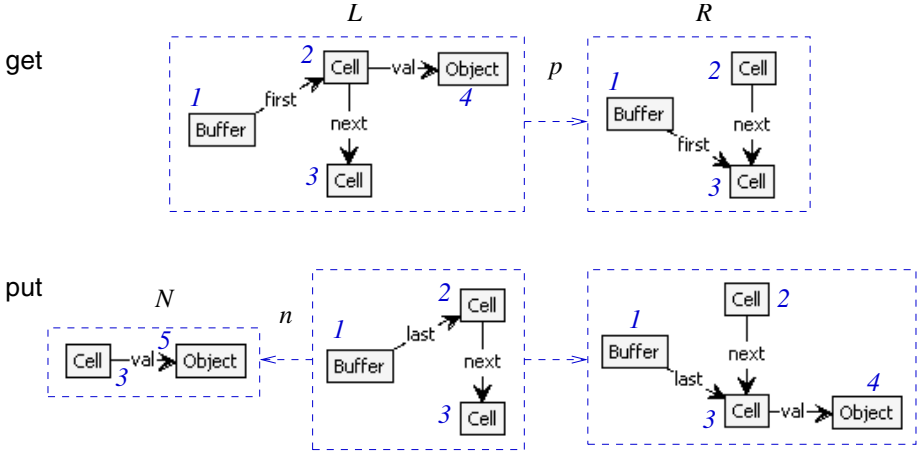 L R
get
2 Cell val Object p 2 Cell
1 4 1
Buffer first Buffer
next first next
3 Cell 3 Cell
put
N n 2 Cell Cell 2
1 last 1
5 Buffer Buffer
Cell val Object next last next 4
3 3 Cell 3 Cell val Object